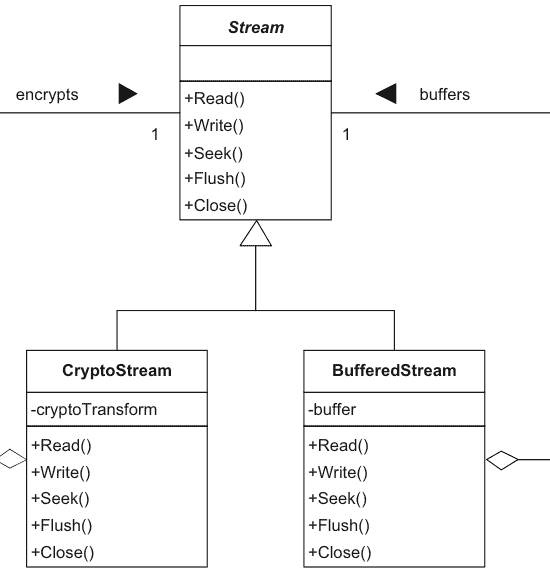 Stream
encrypts
buffers
1
1
+Read()
+Write()
+Seek()
+Flush()
+Close()
CryptoStream
-cryptoTransform
+Read()
+Write()
+Seek()
+Flush()
+Close()
BufferedStream
-buffer
+Read()
+Write()
+Seek()
+Flush()
+Close()